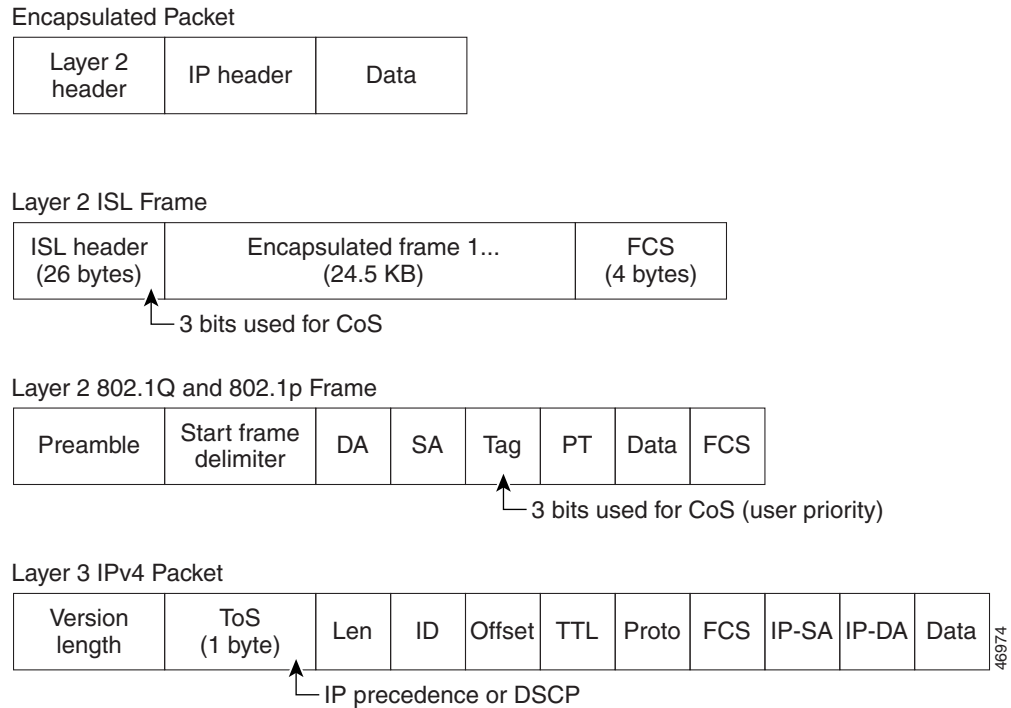 Encapsulated Packet
Layer 2
header
IP header
Data
Layer 2 ISL Frame
ISL header
(26 bytes)
Encapsulated frame 1...
(24.5 KB)
FCS
(4 bytes)
3 bits used for CoS
Layer 2 802.1Q and 802.1p Frame
Preamble
Start frame
delimiter
DA
SA
Tag
PT
Data
FCS
3 bits used for CoS (user priority)
Layer 3 IPv4 Packet
Version
length
ToS
(1 byte)
Len
ID
Offset
TTL
Proto
FCS
IP-SA
IP-DA
Data
46974
IP precedence or DSCP